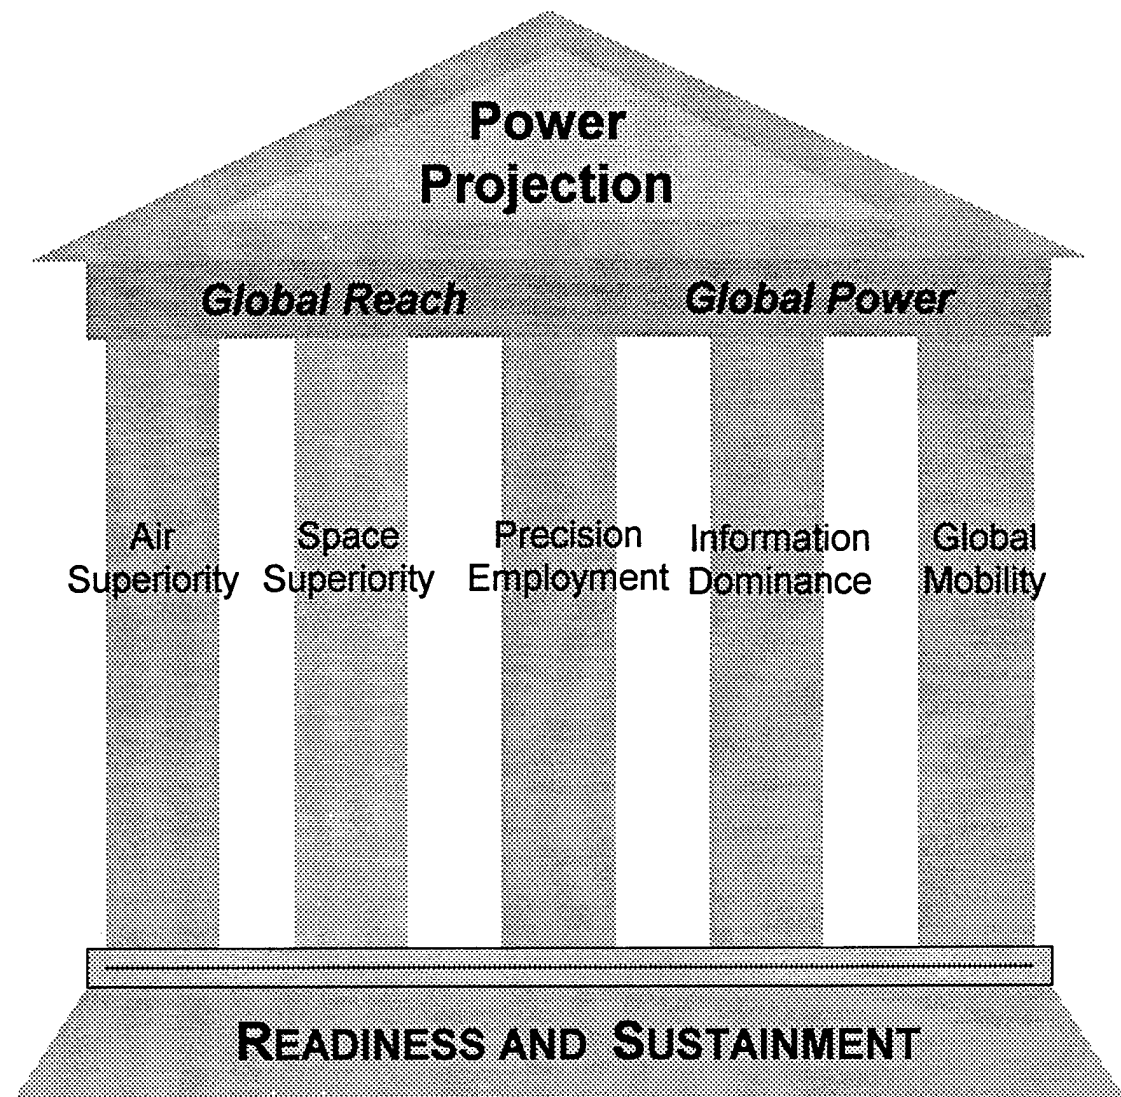 Power
Projection
Global Reach Global Power
Air Superiority
Space Superiority
Precision Employment
Information Dominance
Global Mobility
READINESS AND SUSTAINMENT